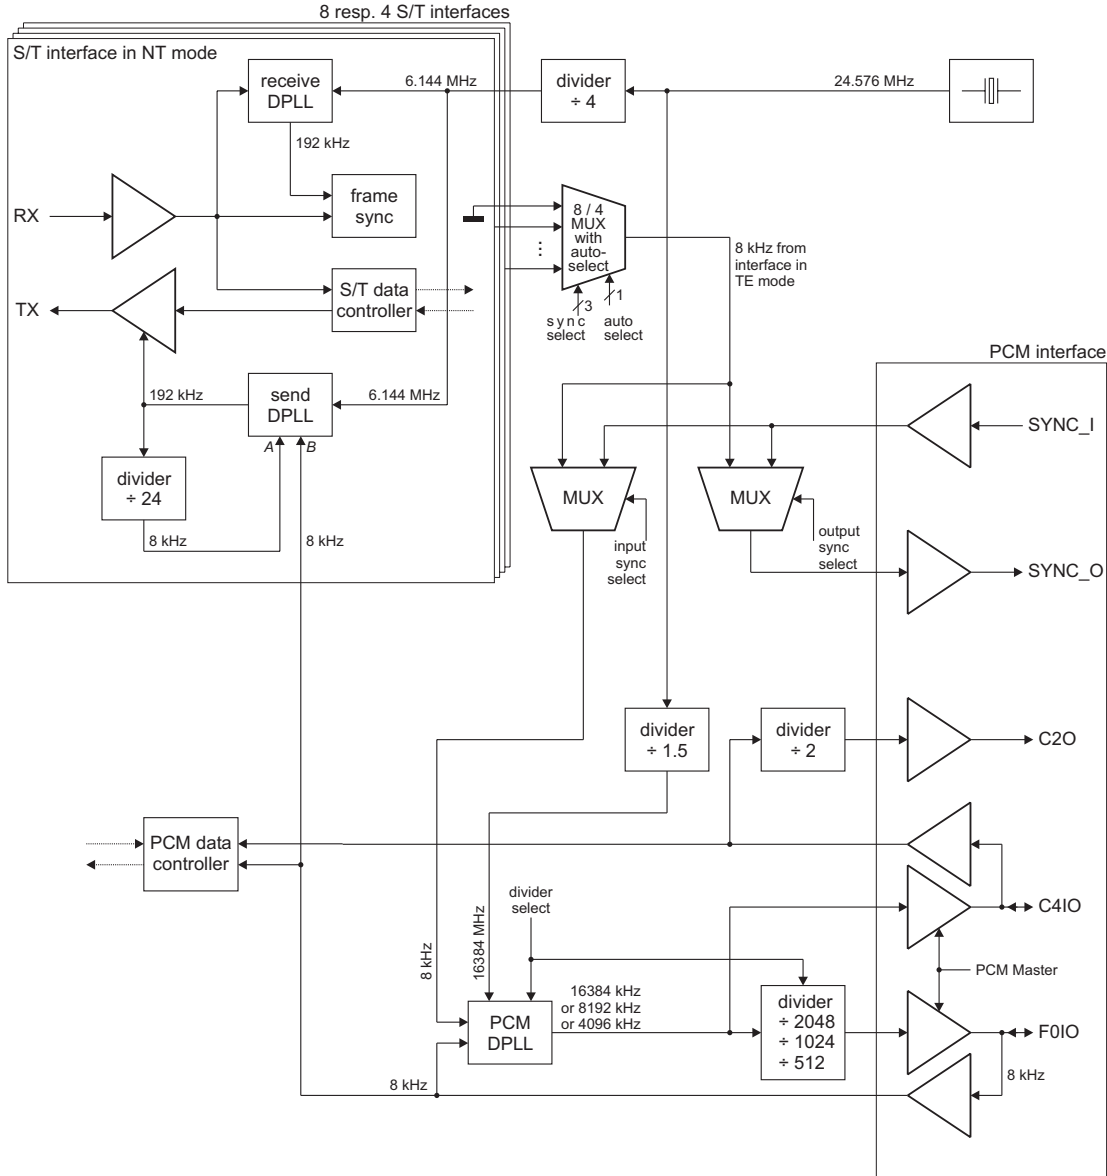 8 resp. 4 S/T interfaces
S/T interface in NT mode
receive
DPLL
6.144 MHz
divider
÷ 4
24.576 MHz
192 kHz
RX
frame
sync
8 / 4
MUX
with
auto-
select
8 kHz from
interface in
TE mode
TX
S/T data
controller
3
1
sync
select
auto
select
PCM interface
192 kHz
send
DPLL
6.144 MHz
A
B
SYNC_I
divider
÷ 24
MUX
MUX
8 kHz
8 kHz
input
sync
select
output
sync
select
SYNC_O
divider
÷ 1.5
divider
÷ 2
C2O
PCM data
controller
divider
select
C4IO
8 kHz
16384 MHz
PCM Master
16384 kHz
or 8192 kHz
or 4096 kHz
PCM
DPLL
divider
÷ 2048
÷ 1024
÷ 512
F0IO
8 kHz
8 kHz